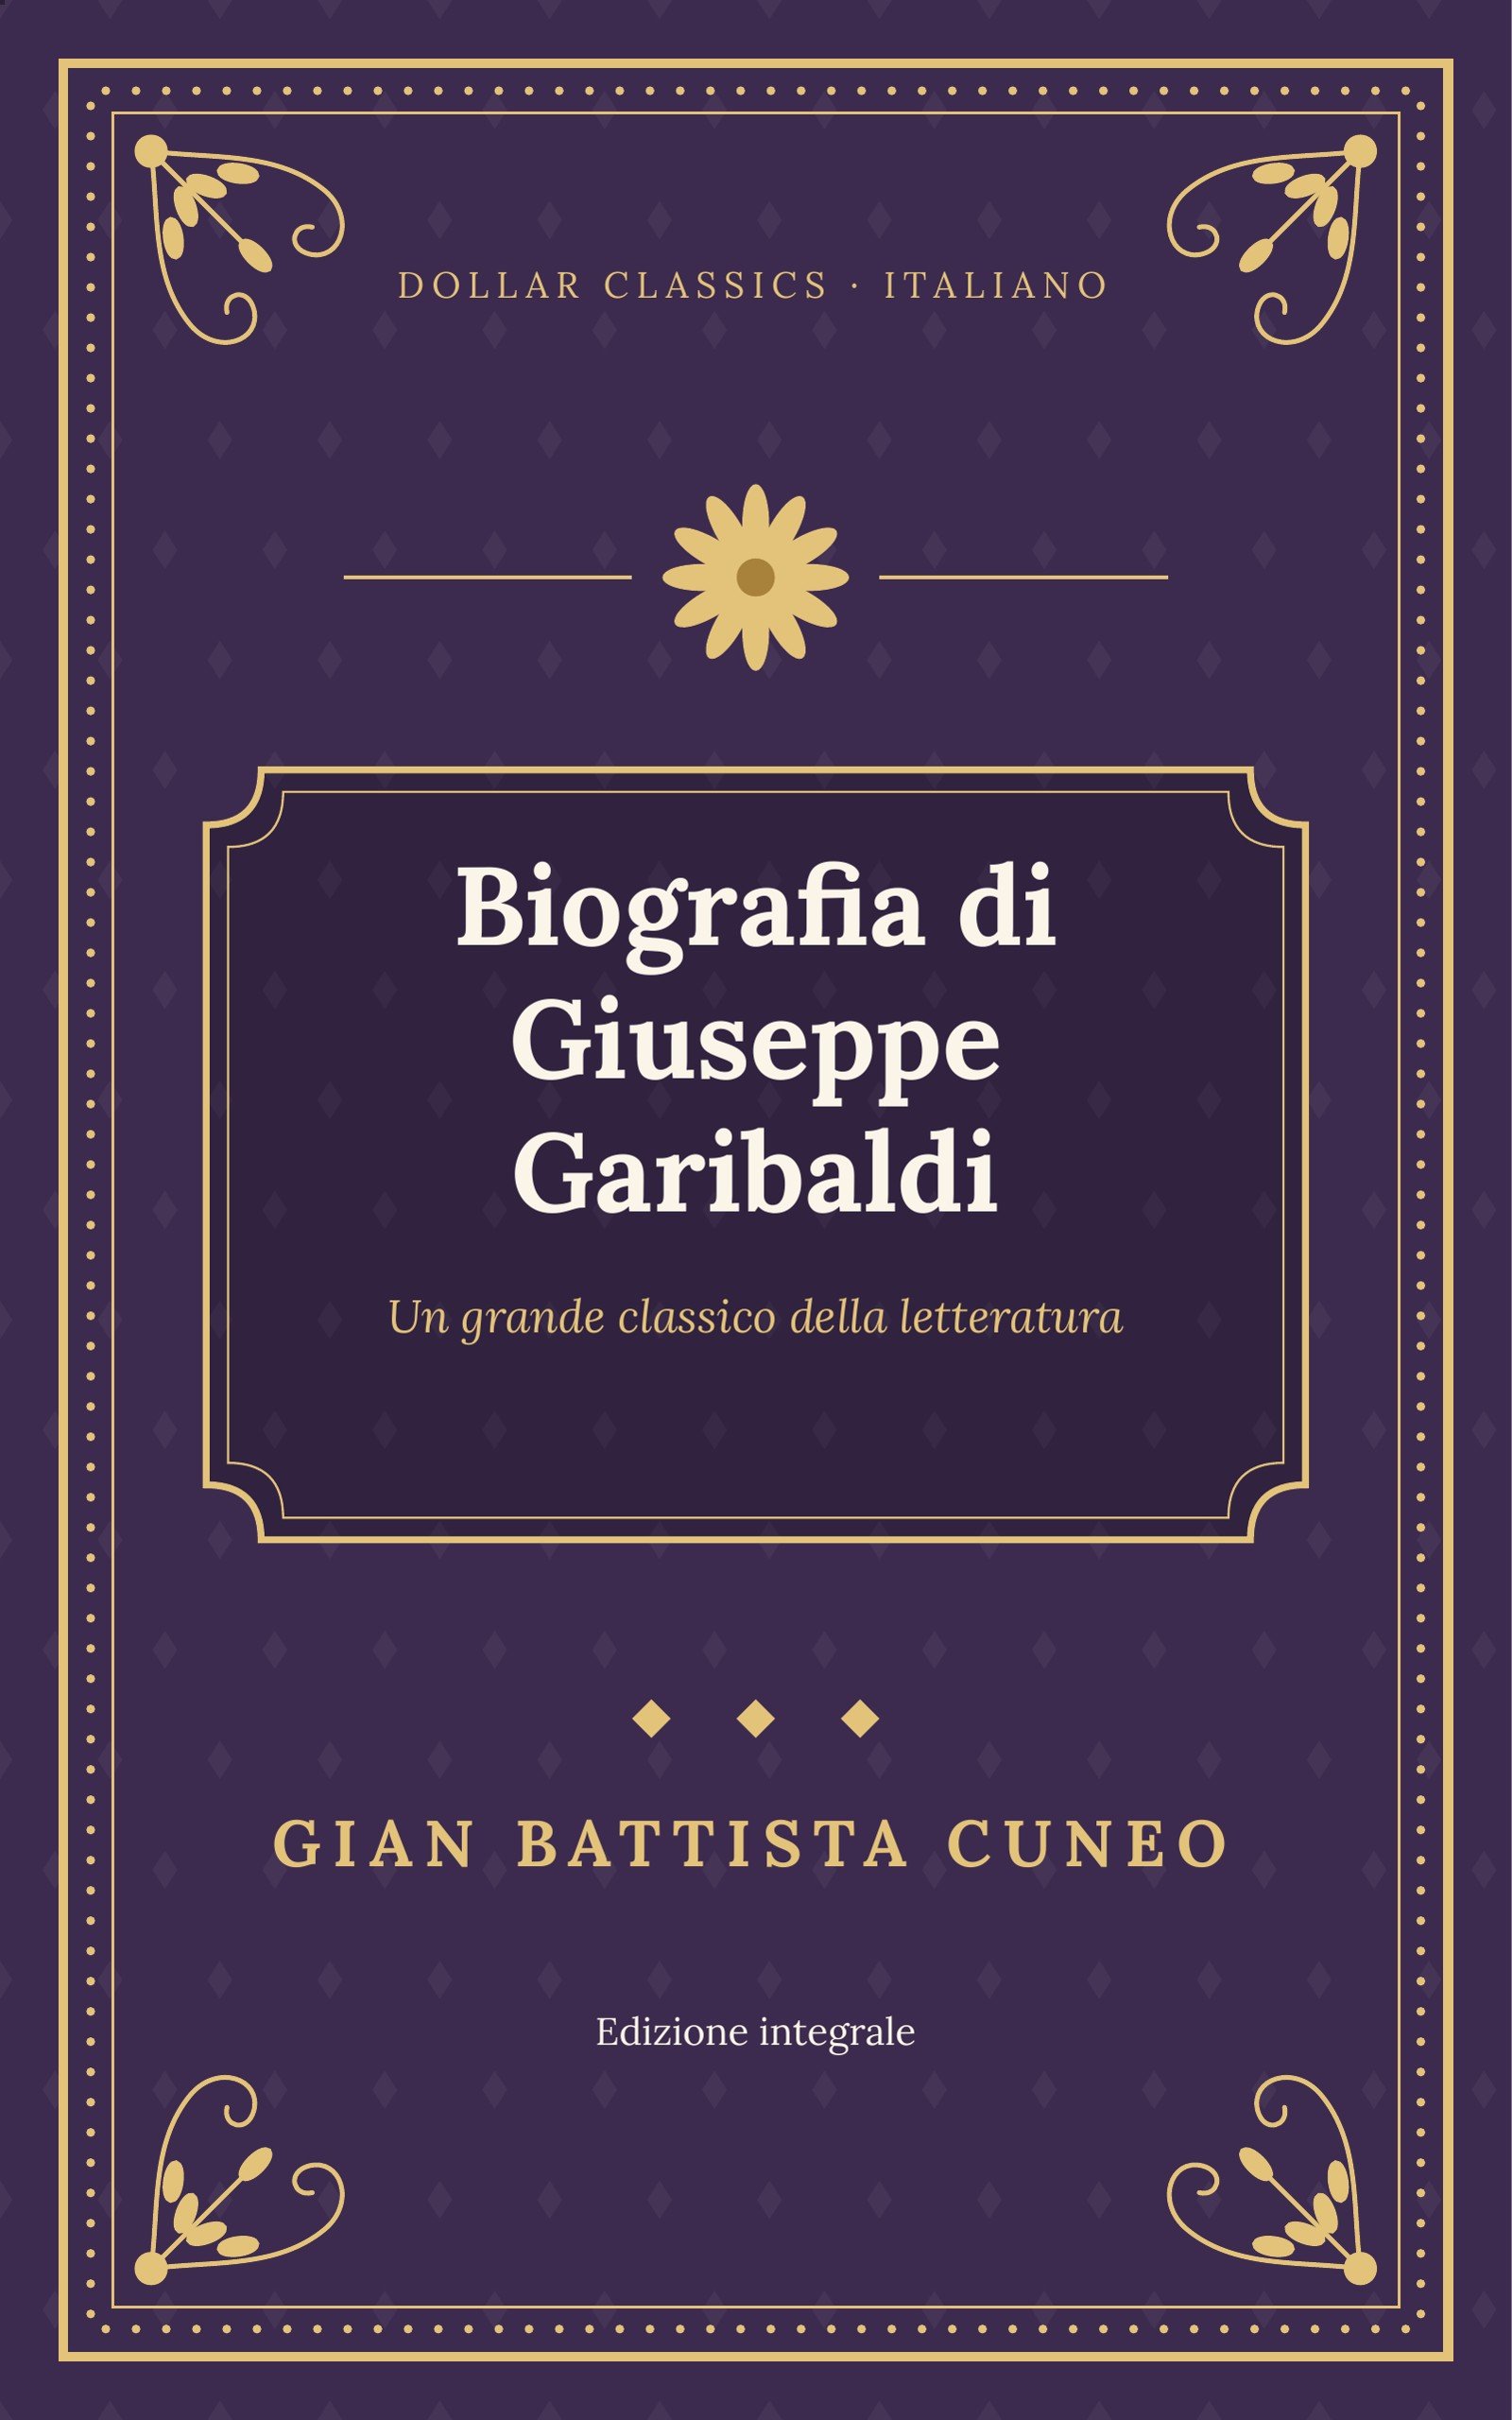 DOLLAR CLASSICS · ITALIANO
Biografia di
Giuseppe
Garibaldi
Un grande classico della letteratura
GIAN BATTISTA CUNEO
Edizione integrale